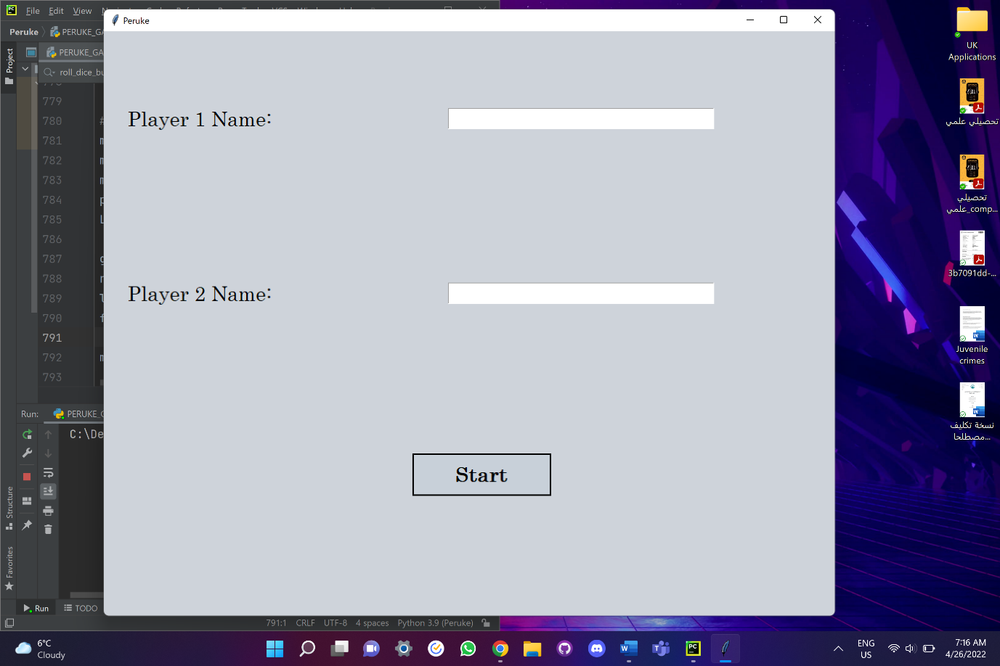 File Edit View
Peruke
PERUKE_GA
PERUKE_GA
roll_dice_bu
Project
779
780 #
781 m
782 m
783 m
784 p
785 L
786
787 g
788 r
789 l
790 f
791
792 m
793
Run: PERUKE_G
C:\De
Structure
Favorites
Run TODO
791:1 CRLF UTF-8 4 spaces Python 3.9 (Peruke)
Peruke
Player 1 Name:
Player 2 Name:
Start
UK
Applications
تحصيلي علمي
تحصيلي
علمي_comp...
3b7091dd-...
Juvenile
crimes
نسخة تكليف
مصطلحا...
6°C
Cloudy
ENG
US
7:16 AM
4/26/2022